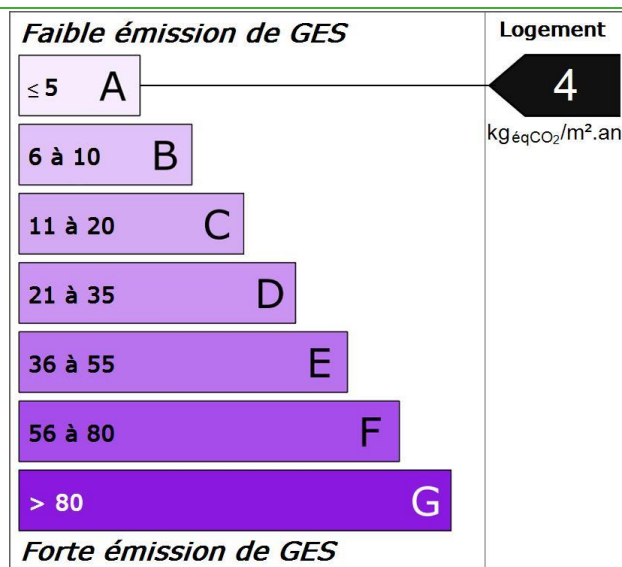 Faible émission de GES
Logement
≤ 5 A
4
kgéqCO2/m².an
6 à 10 B
11 à 20 C
21 à 35 D
36 à 55 E
56 à 80 F
> 80 G
Forte émission de GES